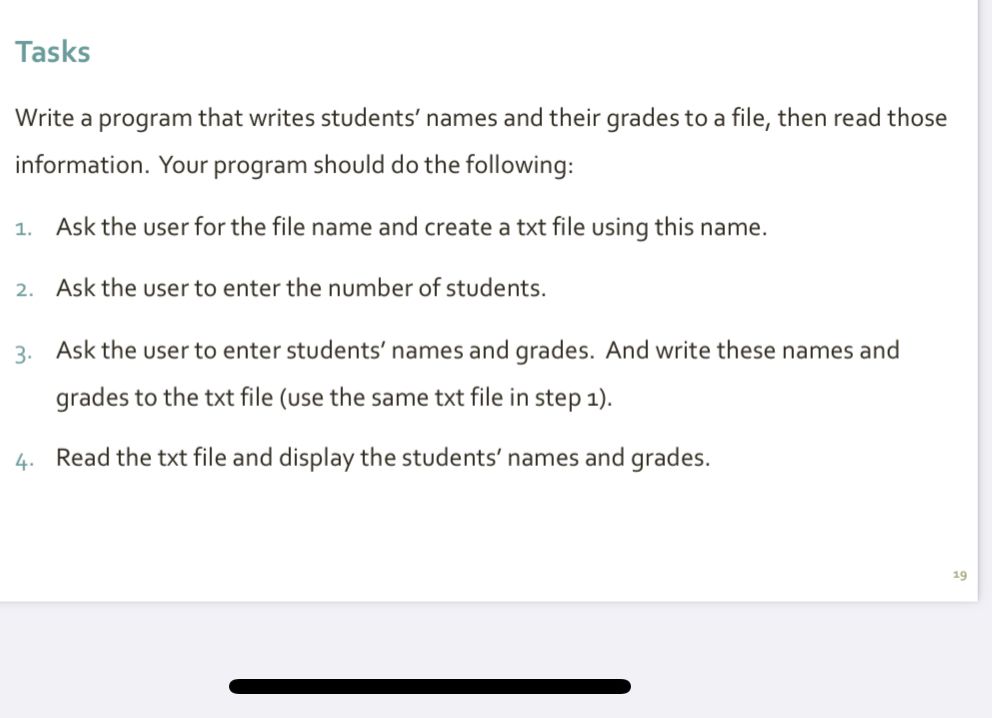 Tasks
Write a program that writes students’ names and their grades to a file, then read those
information. Your program should do the following:
1. Ask the user for the file name and create a txt file using this name.
2. Ask the user to enter the number of students.
3. Ask the user to enter students’ names and grades. And write these names and
grades to the txt file (use the same txt file in step 1).
4. Read the txt file and display the students’ names and grades.
19